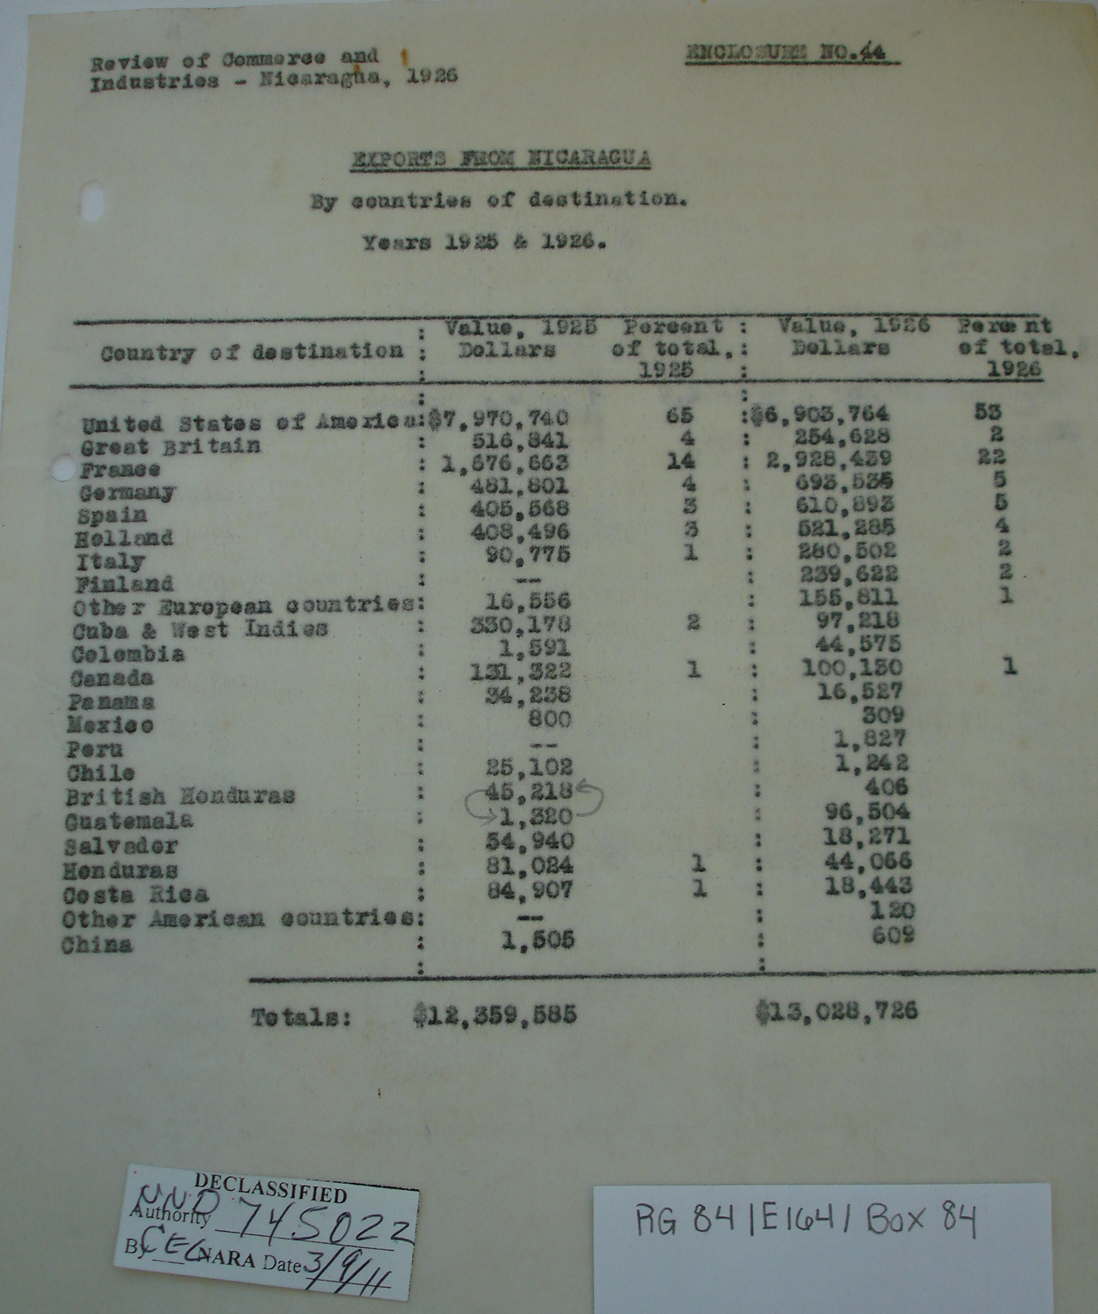 Review of Commerce and
Industries - Nicaragua, 1926
ENCLOSURE NO. 44
EXPORTS FROM NICARAGUA
By countries of destination.
Years 1925 & 1926.
Country of destination : Value, 1925 Dollars Percent of total, 1925 : Value, 1926 Dollars Percent of total, 1926
United States of America:$7,970,740 65 :$6,903,764 53
Great Britain : 516,841 4 : 254,628 2
France : 1,676,663 14 : 2,928,439 22
Germany : 481,801 4 : 693,535 5
Spain : 405,568 3 : 610,893 5
Holland : 408,496 3 : 521,285 4
Italy : 90,775 1 : 280,502 2
Finland : -- : 239,622 2
Other European countries: 16,556 : 155,811 1
Cuba & West Indies : 330,178 2 : 97,218
Colombia : 1,591 : 44,575
Canada : 131,322 1 : 100,130 1
Panama : 34,238 : 16,527
Mexico : 800 : 309
Peru : -- : 1,827
Chile : 25,102 : 1,242
British Honduras : 45,218 : 406
Guatemala : 1,320 : 96,504
Salvador : 54,940 : 18,271
Honduras : 81,024 1 : 44,066
Costa Rica : 84,907 1 : 18,443
Other American countries: -- : 120
China : 1,505 : 609
Totals: $12,359,585 $13,028,726
DECLASSIFIED
Authority NND 745022
By CEC NARA Date 3/9/11
RG 84/E164/Box 84